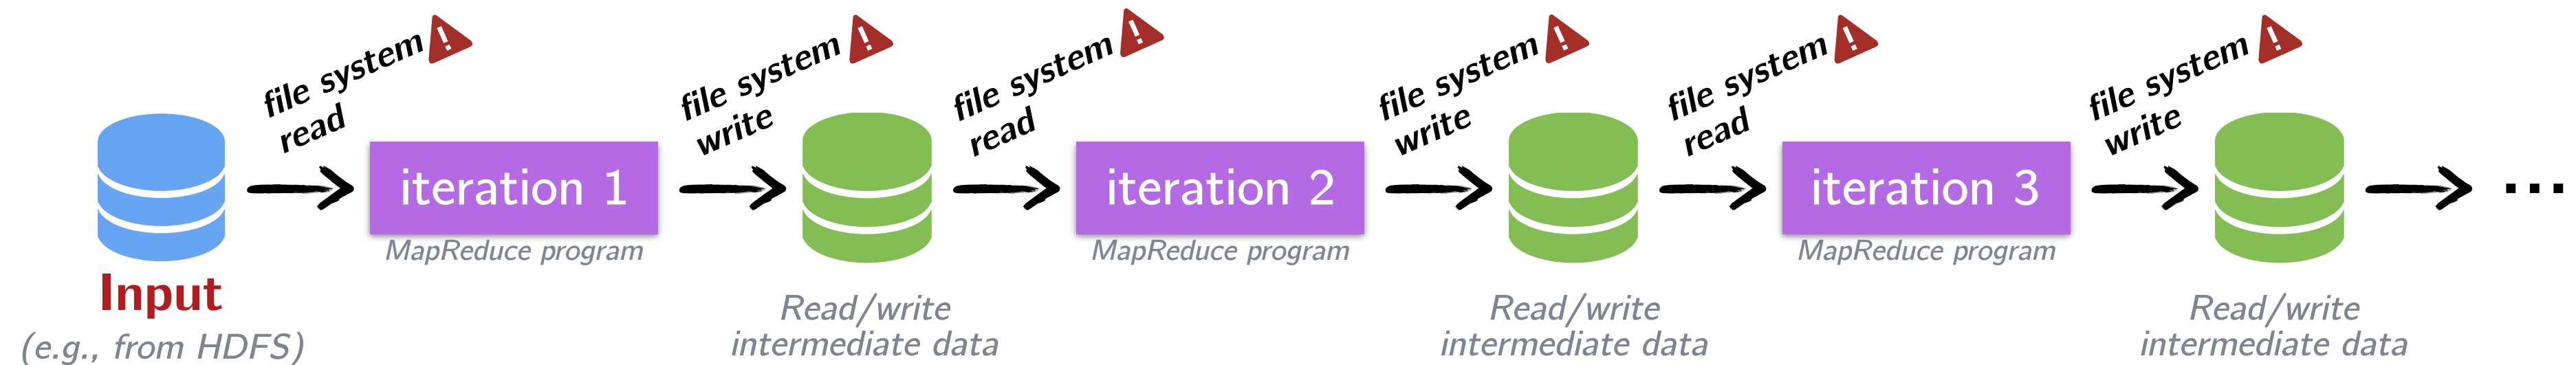 file system
read
file system
write
file system
read
file system
write
file system
read
file system
write
iteration 1
iteration 2
iteration 3
...
MapReduce program
MapReduce program
MapReduce program
Input
(e.g., from HDFS)
Read/write
intermediate data
Read/write
intermediate data
Read/write
intermediate data